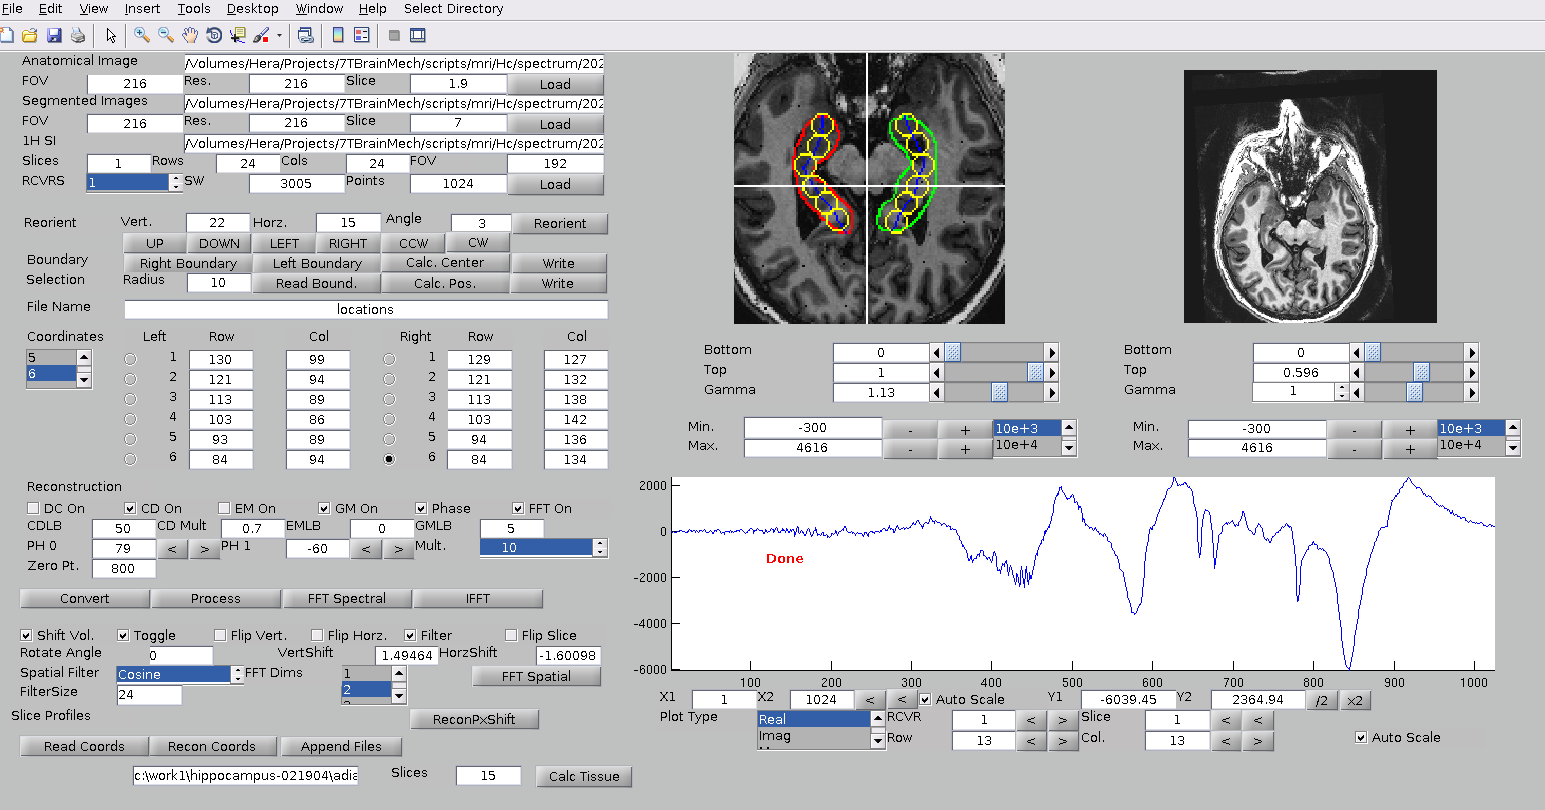 File Edit View Insert Tools Desktop Window Help Select Directory
Anatomical Image /Volumes/Hera/Projects/7TBrainMech/scripts/mri/Hc/spectrum/202
FOV 216 Res. 216 Slice 1.9 Load
Segmented Images /Volumes/Hera/Projects/7TBrainMech/scripts/mri/Hc/spectrum/202
FOV 216 Res. 216 Slice 7 Load
1H SI /Volumes/Hera/Projects/7TBrainMech/scripts/mri/Hc/spectrum/202
Slices 1 Rows 24 Cols 24 FOV 192
RCVRS 1 SW 3005 Points 1024 Load
Reorient Vert. 22 Horz. 15 Angle 3 Reorient
UP DOWN LEFT RIGHT CCW CW
Boundary Right Boundary Left Boundary Calc. Center Write
Selection Radius 10 Read Bound. Calc. Pos. Write
File Name locations
Coordinates Left Row Col Right Row Col
5
6
1 130 99 1 129 127
2 121 94 2 121 132
3 113 89 3 113 138
4 103 86 4 103 142
5 93 89 5 94 136
6 84 94 6 84 134
Reconstruction
DC On CD On EM On GM On Phase FFT On
CDLB 50 CD Mult 0.7 EMLB 0 GMLB 5
PH 0 79 < > PH 1 -60 < > Mult. 10
Zero Pt. 800
Convert Process FFT Spectral IFFT
Shift Vol. Toggle Flip Vert. Flip Horz. Filter Flip Slice
Rotate Angle 0 VertShift 1.49464 HorzShift -1.60098
Spatial Filter Cosine FFT Dims 1 2 FFT Spatial
FilterSize 24
Slice Profiles ReconPxShift
Read Coords Recon Coords Append Files
c:\work1\hippocampus-021904\adia Slices 15 Calc Tissue
Bottom 0
Top 1
Gamma 1.13
Min. -300 - + 10e+3
Max. 4616 - + 10e+4
Bottom 0
Top 0.596
Gamma 1
Min. -300 - + 10e+3
Max. 4616 - + 10e+4
2000
0
-2000
-4000
-6000
Done
100 200 300 400 500 600 700 800 900 1000
X1 1 X2 1024 < < Auto Scale Y1 -6039.45 Y2 2364.94 /2 x2
Plot Type Real RCVR 1 < > Slice 1 < <
Imag Row 13 < > Col. 13 < > Auto Scale